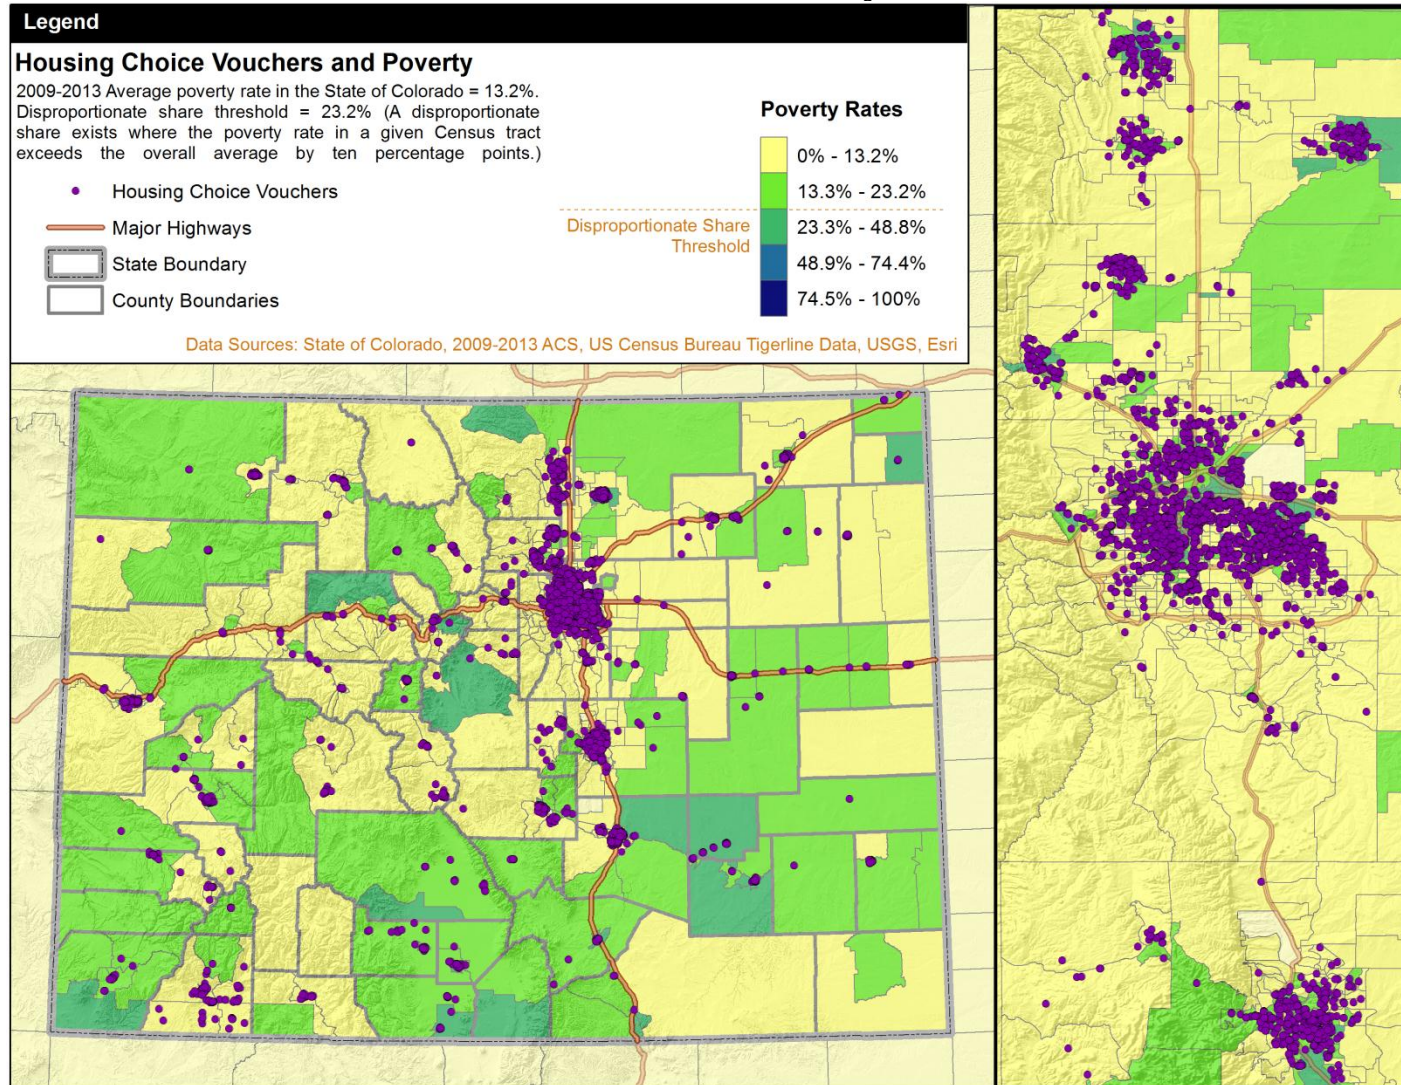 Legend
Housing Choice Vouchers and Poverty
2009-2013 Average poverty rate in the State of Colorado = 13.2%.
Disproportionate share threshold = 23.2% (A disproportionate
share exists where the poverty rate in a given Census tract
exceeds the overall average by ten percentage points.)
Housing Choice Vouchers
Major Highways
State Boundary
County Boundaries
Poverty Rates
0% - 13.2%
13.3% - 23.2%
Disproportionate Share
Threshold
23.3% - 48.8%
48.9% - 74.4%
74.5% - 100%
Data Sources: State of Colorado, 2009-2013 ACS, US Census Bureau Tigerline Data, USGS, Esri